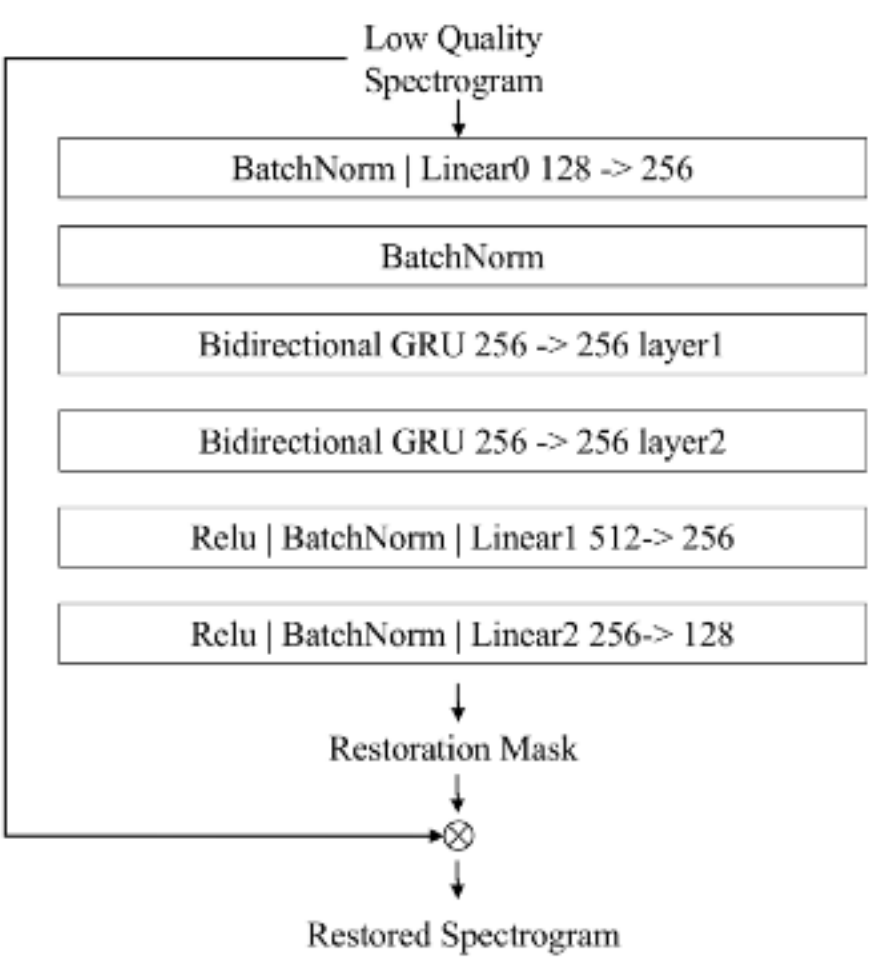 Low Quality
Spectrogram
BatchNorm | Linear0 128 -> 256
BatchNorm
Bidirectional GRU 256 -> 256 layer1
Bidirectional GRU 256 -> 256 layer2
Relu | BatchNorm | Linear1 512-> 256
Relu | BatchNorm | Linear2 256-> 128
Restoration Mask
Restored Spectrogram